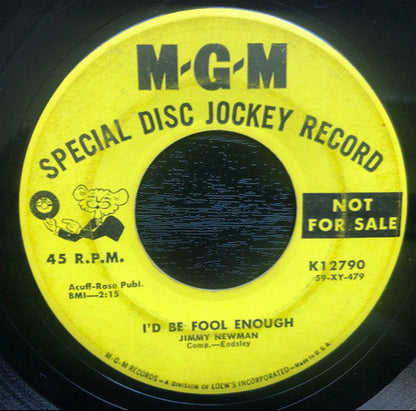 M-G-M
SPECIAL DISC JOCKEY RECORD
NOT
FOR SALE
45 R.P.M.
K12790
59-XY-479
Acuff-Rose Publ.
BMI—2:15
I'D BE FOOL ENOUGH
JIMMY NEWMAN
Comp.—Endsley
M-G-M RECORDS — A DIVISION OF LOEW'S INCORPORATED — Made in U.S.A.